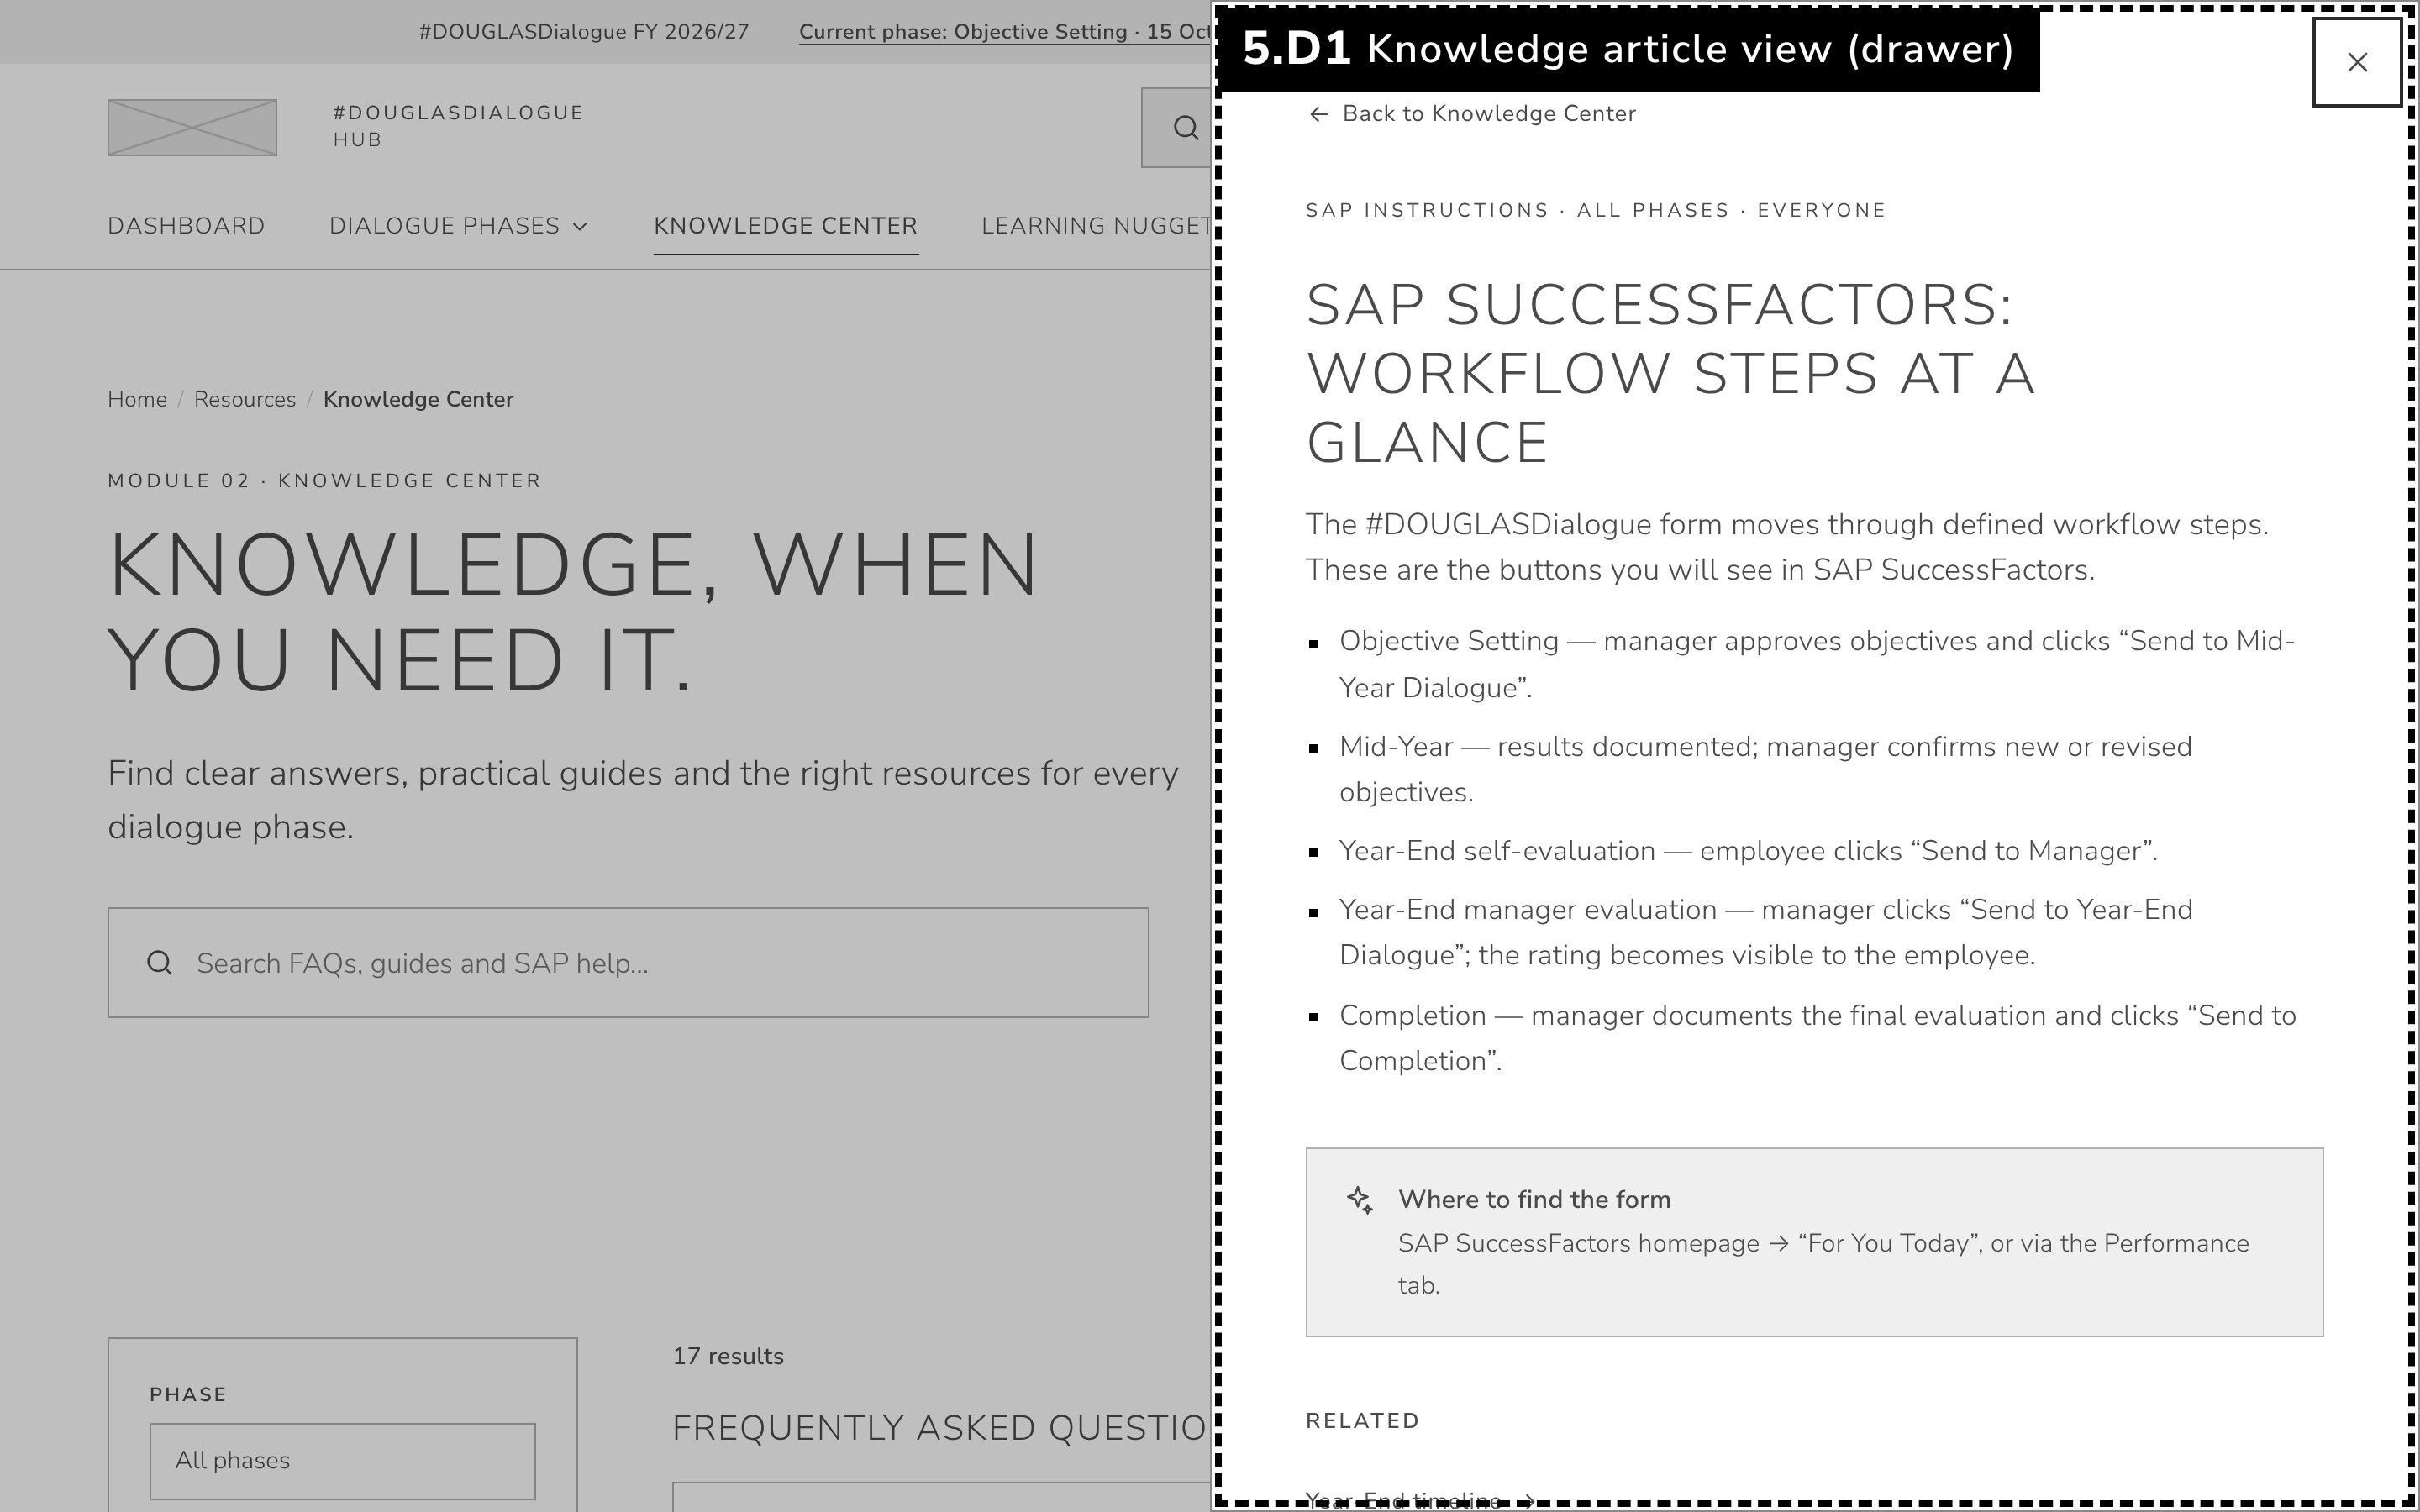 #DOUGLASDialogue FY 2026/27
Current phase: Objective Setting · 15 Oct
#DOUGLASDIALOGUE
HUB
DASHBOARD
DIALOGUE PHASES
KNOWLEDGE CENTER
LEARNING NUGGET
Home / Resources / Knowledge Center
MODULE 02 · KNOWLEDGE CENTER
KNOWLEDGE, WHEN
YOU NEED IT.
Find clear answers, practical guides and the right resources for every
dialogue phase.
Search FAQs, guides and SAP help...
PHASE
All phases
17 results
FREQUENTLY ASKED QUESTIO
5.D1 Knowledge article view (drawer)
← Back to Knowledge Center
SAP INSTRUCTIONS · ALL PHASES · EVERYONE
SAP SUCCESSFACTORS:
WORKFLOW STEPS AT A
GLANCE
The #DOUGLASDialogue form moves through defined workflow steps.
These are the buttons you will see in SAP SuccessFactors.
▪ Objective Setting — manager approves objectives and clicks “Send to Mid-
Year Dialogue”.
▪ Mid-Year — results documented; manager confirms new or revised
objectives.
▪ Year-End self-evaluation — employee clicks “Send to Manager”.
▪ Year-End manager evaluation — manager clicks “Send to Year-End
Dialogue”; the rating becomes visible to the employee.
▪ Completion — manager documents the final evaluation and clicks “Send to
Completion”.
Where to find the form
SAP SuccessFactors homepage → “For You Today”, or via the Performance
tab.
RELATED
Year-End timeline →